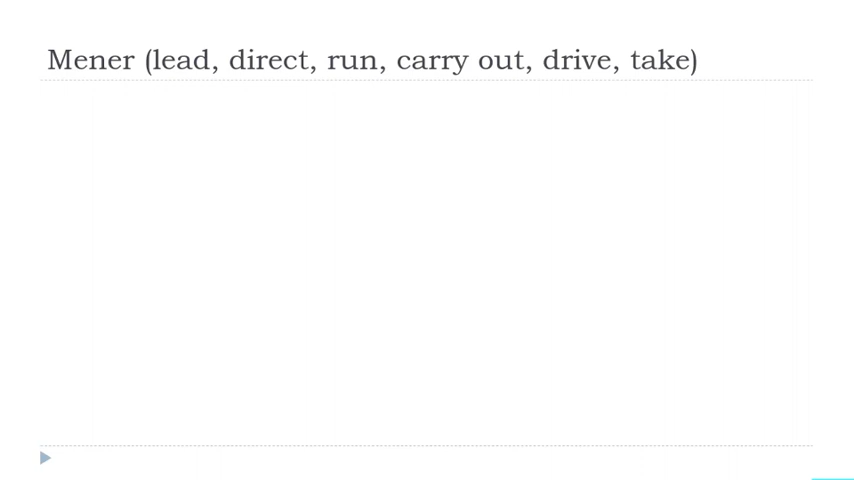 Mener (lead, direct, run, carry out, drive, take)